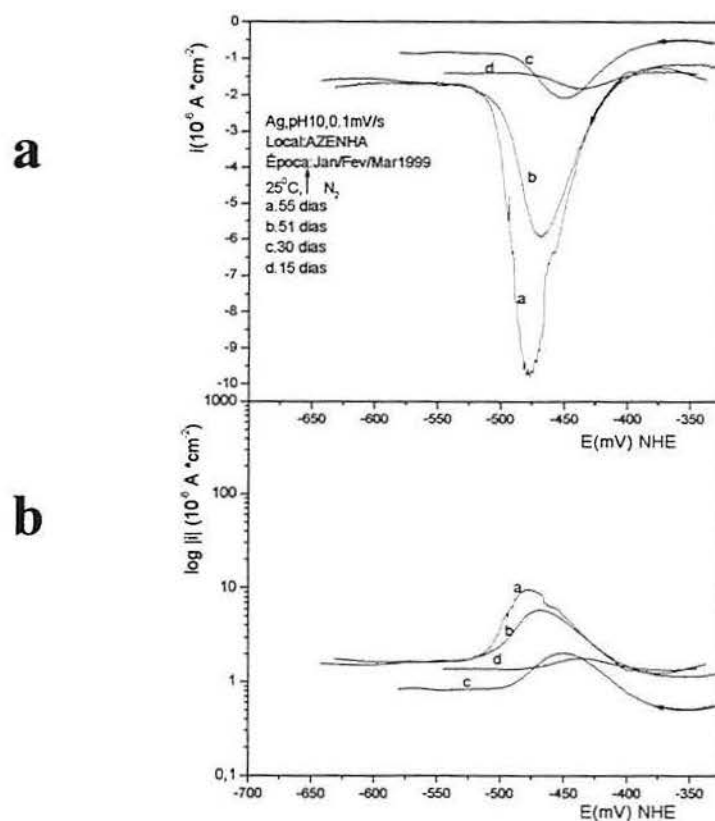 a
i(10⁻⁶ A *cm⁻²)
0
-1
-2
-3
-4
-5
-6
-7
-8
-9
-10
Ag,pH10,0.1mV/s
Local:AZENHA
Época:Jan/Fev/Mar1999
25⁰C, N₂
a.55 dias
b.51 dias
c.30 dias
d.15 dias
c
d
b
a
-650 -600 -550 -500 -450 -400 -350
E(mV) NHE
b
log |i| (10⁻⁶ A *cm⁻²)
1000
100
10
1
0,1
a
b
d
c
-700 -650 -600 -550 -500 -450 -400 -350
E(mV) NHE